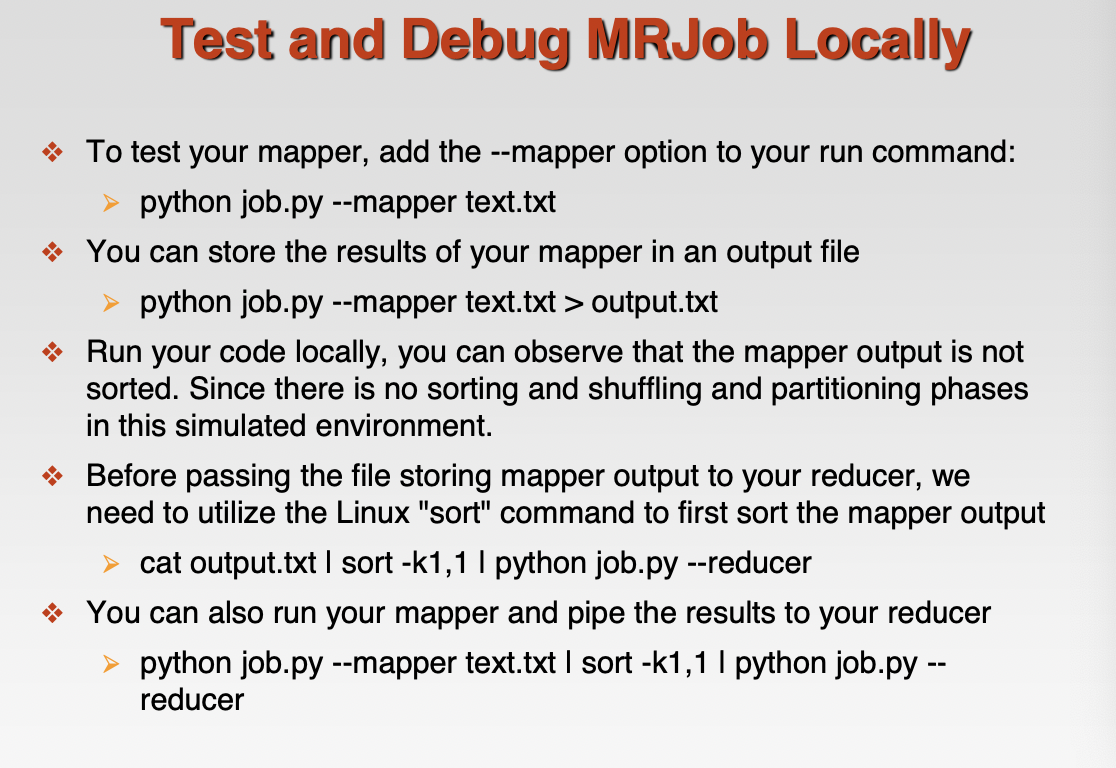 Test and Debug MRJob Locally
❖ To test your mapper, add the --mapper option to your run command:
➢ python job.py --mapper text.txt
❖ You can store the results of your mapper in an output file
➢ python job.py --mapper text.txt > output.txt
❖ Run your code locally, you can observe that the mapper output is not
sorted. Since there is no sorting and shuffling and partitioning phases
in this simulated environment.
❖ Before passing the file storing mapper output to your reducer, we
need to utilize the Linux "sort" command to first sort the mapper output
➢ cat output.txt | sort -k1,1 | python job.py --reducer
❖ You can also run your mapper and pipe the results to your reducer
➢ python job.py --mapper text.txt | sort -k1,1 | python job.py --
reducer